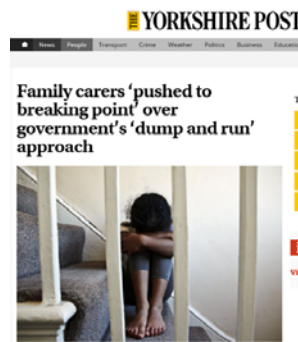 THE YORKSHIRE POST
News People Transport Crime Weather Politics Business
Family carers ‘pushed to
breaking point’ over
government’s ‘dump and run’
approach